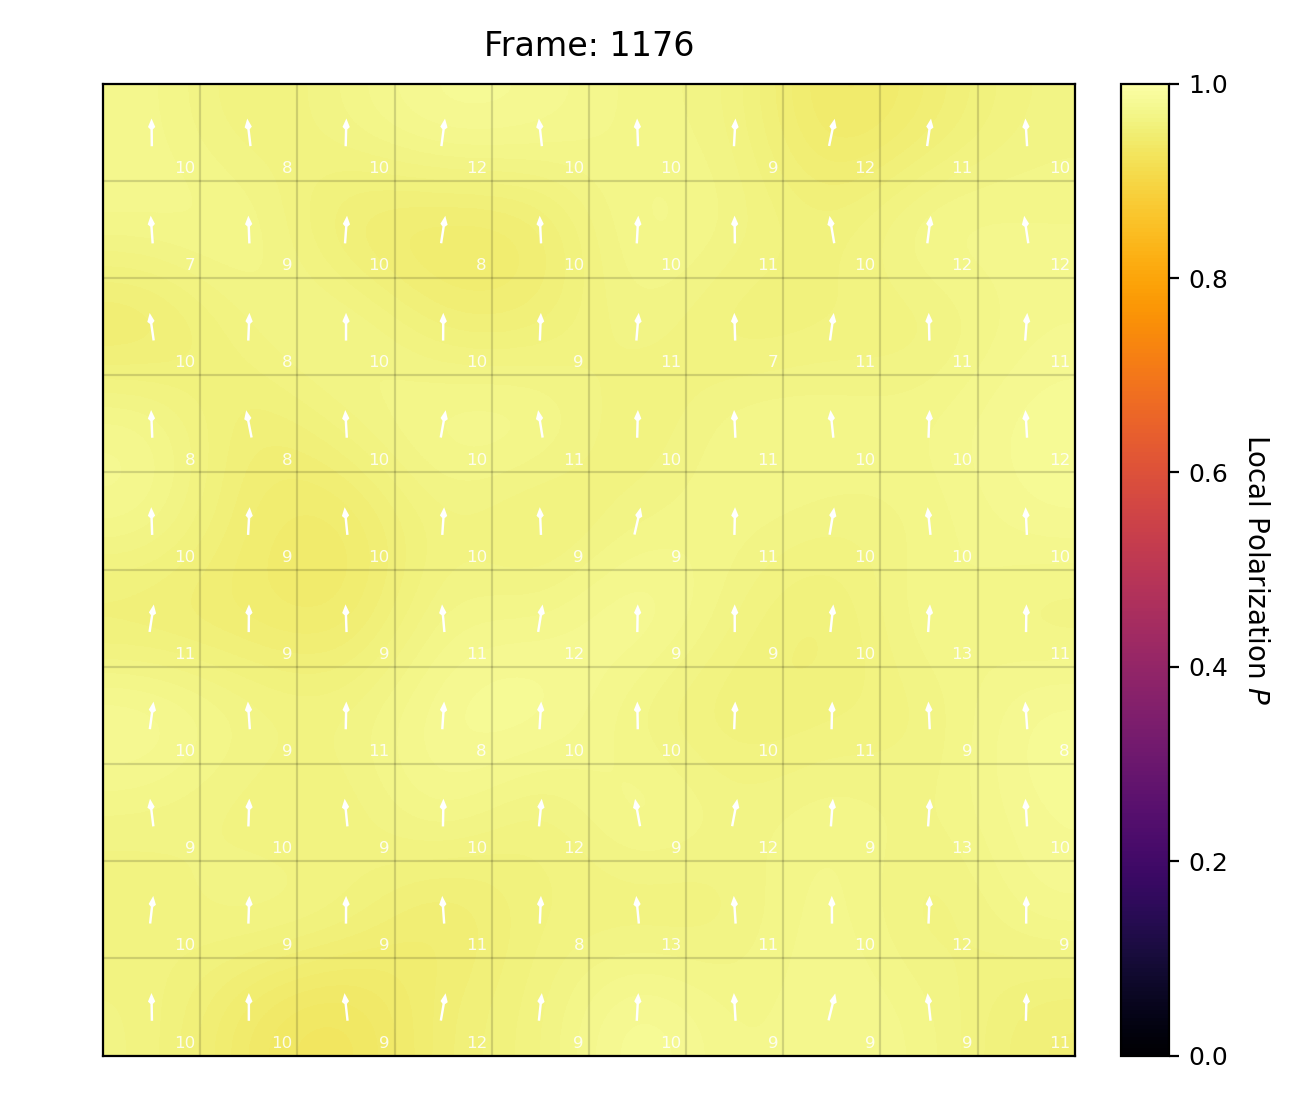 Frame: 1176
10 8 10 12 10 10 9 12 11 10
7 9 10 8 10 10 11 10 12 12
10 8 10 10 9 11 7 11 11 11
8 8 10 10 11 10 11 10 10 12
10 9 10 10 9 9 11 10 10 10
11 9 9 11 12 9 9 10 13 11
10 9 11 8 10 10 10 11 9 8
9 10 9 10 12 9 12 9 13 10
10 9 9 11 8 13 11 10 12 9
10 10 9 12 9 10 9 9 9 11
1.0
0.8
0.6
0.4
0.2
0.0
Local Polarization P